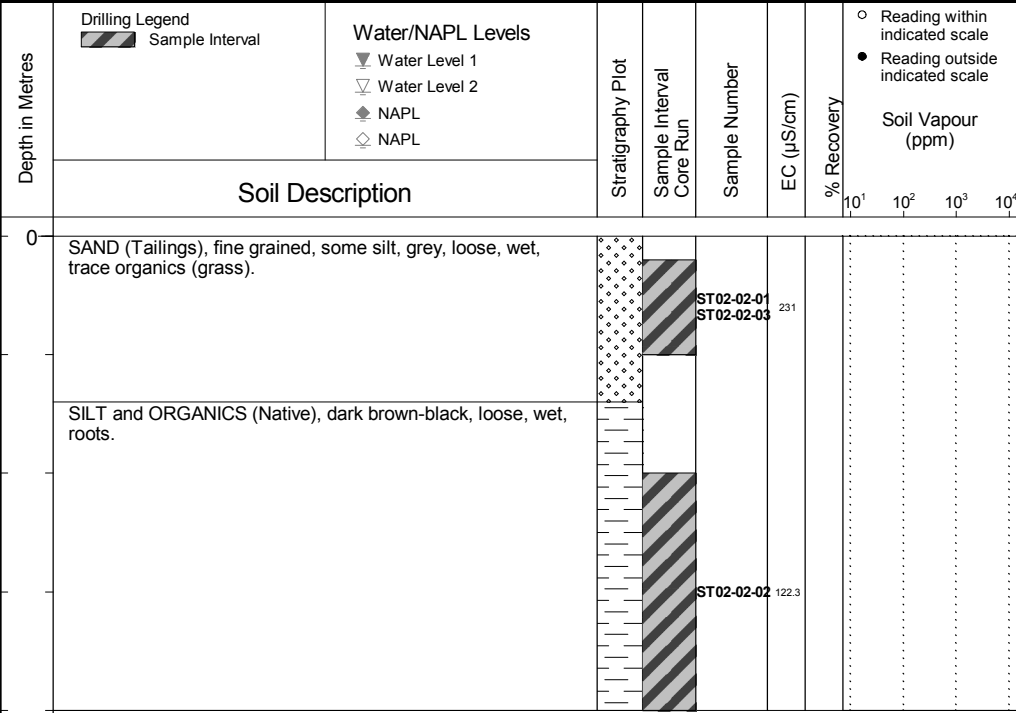 Drilling Legend
Sample Interval
Water/NAPL Levels
Water Level 1
Water Level 2
NAPL
NAPL
Depth in Metres
Soil Description
Stratigraphy Plot
Sample Interval
Core Run
Sample Number
EC (µS/cm)
% Recovery
Reading within
indicated scale
Reading outside
indicated scale
Soil Vapour
(ppm)
10¹ 10² 10³ 10⁴
0
SAND (Tailings), fine grained, some silt, grey, loose, wet,
trace organics (grass).
ST02-02-01
ST02-02-03
231
SILT and ORGANICS (Native), dark brown-black, loose, wet,
roots.
ST02-02-02 122.3